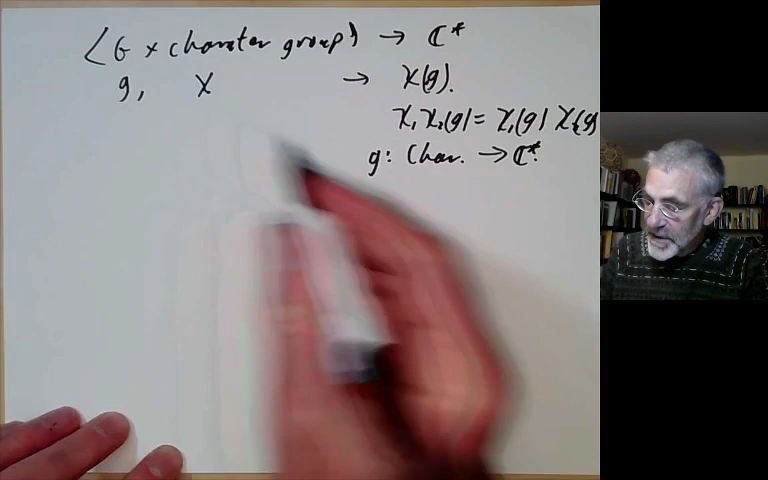 (G × character group) → ℂ*
g, χ → χ(g).
χ₁χ₂(g) = χ₁(g) χ₂(g)
g: Char. → ℂ*.